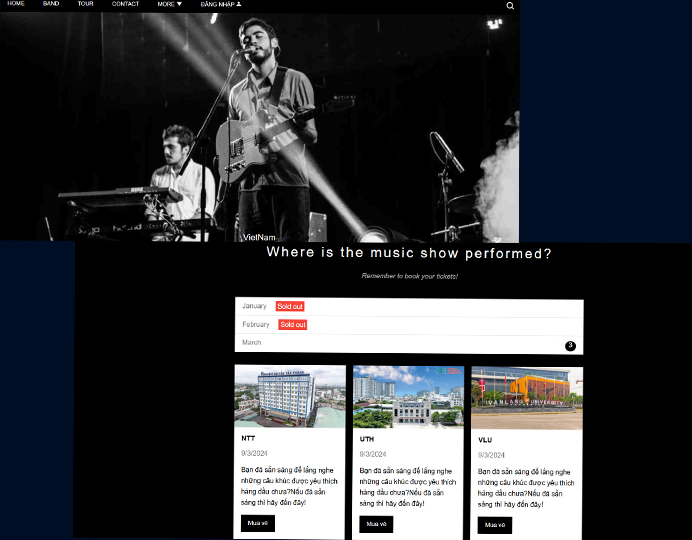 HOME BAND TOUR CONTACT MORE ĐĂNG NHẬP
VietNam
Where is the music show performed?
Remember to book your tickets!
January Sold out
February Sold out
March 3
NTT
9/3/2024
Bạn đã sẵn sàng để lắng nghe
những câu khúc được yêu thích
hàng đầu chưa?Nếu đã sẵn
sàng thì hãy đến đây!
Mua vé
UTH
9/3/2024
Bạn đã sẵn sàng để lắng nghe
những câu khúc được yêu thích
hàng đầu chưa?Nếu đã sẵn
sàng thì hãy đến đây!
Mua vé
VANLANG UNIVERSITY
VLU
9/3/2024
Bạn đã sẵn sàng để lắng nghe
những câu khúc được yêu thích
hàng đầu chưa?Nếu đã sẵn
sàng thì hãy đến đây!
Mua vé